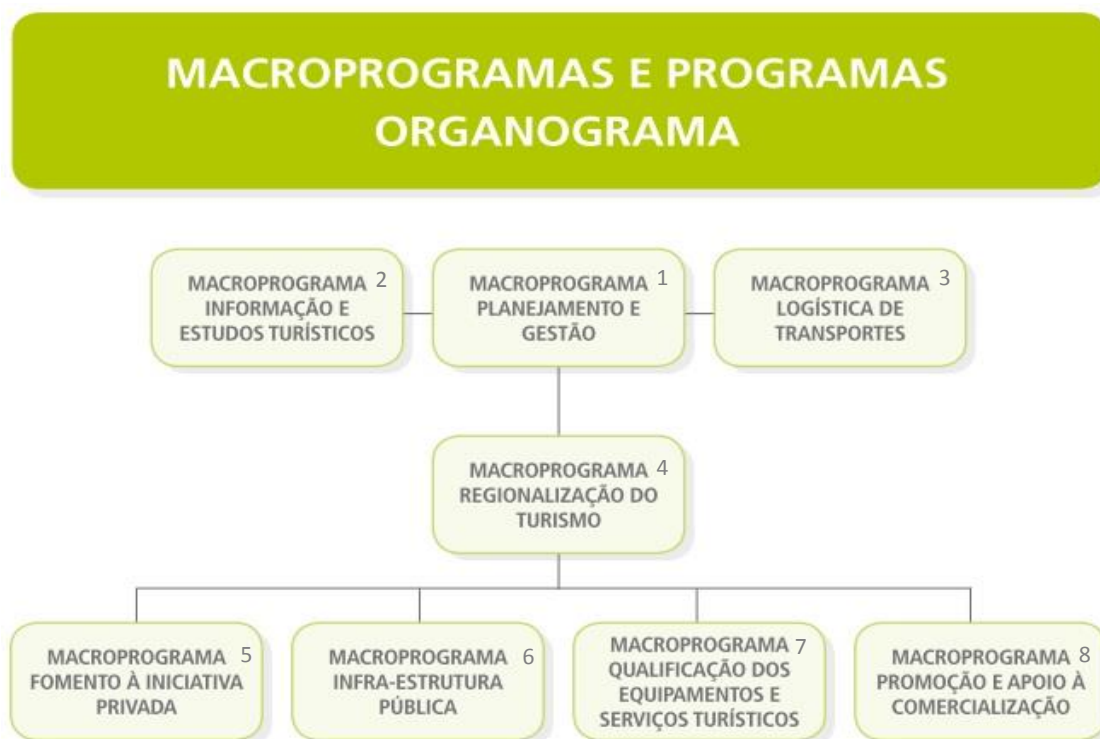 MACROPROGRAMAS E PROGRAMAS
ORGANOGRAMA
MACROPROGRAMA 2
INFORMAÇÃO E
ESTUDOS TURÍSTICOS
MACROPROGRAMA 1
PLANEJAMENTO E
GESTÃO
MACROPROGRAMA 3
LOGÍSTICA DE
TRANSPORTES
MACROPROGRAMA 4
REGIONALIZAÇÃO DO
TURISMO
MACROPROGRAMA 5
FOMENTO À INICIATIVA
PRIVADA
MACROPROGRAMA 6
INFRA-ESTRUTURA
PÚBLICA
MACROPROGRAMA 7
QUALIFICAÇÃO DOS
EQUIPAMENTOS E
SERVIÇOS TURÍSTICOS
MACROPROGRAMA 8
PROMOÇÃO E APOIO À
COMERCIALIZAÇÃO